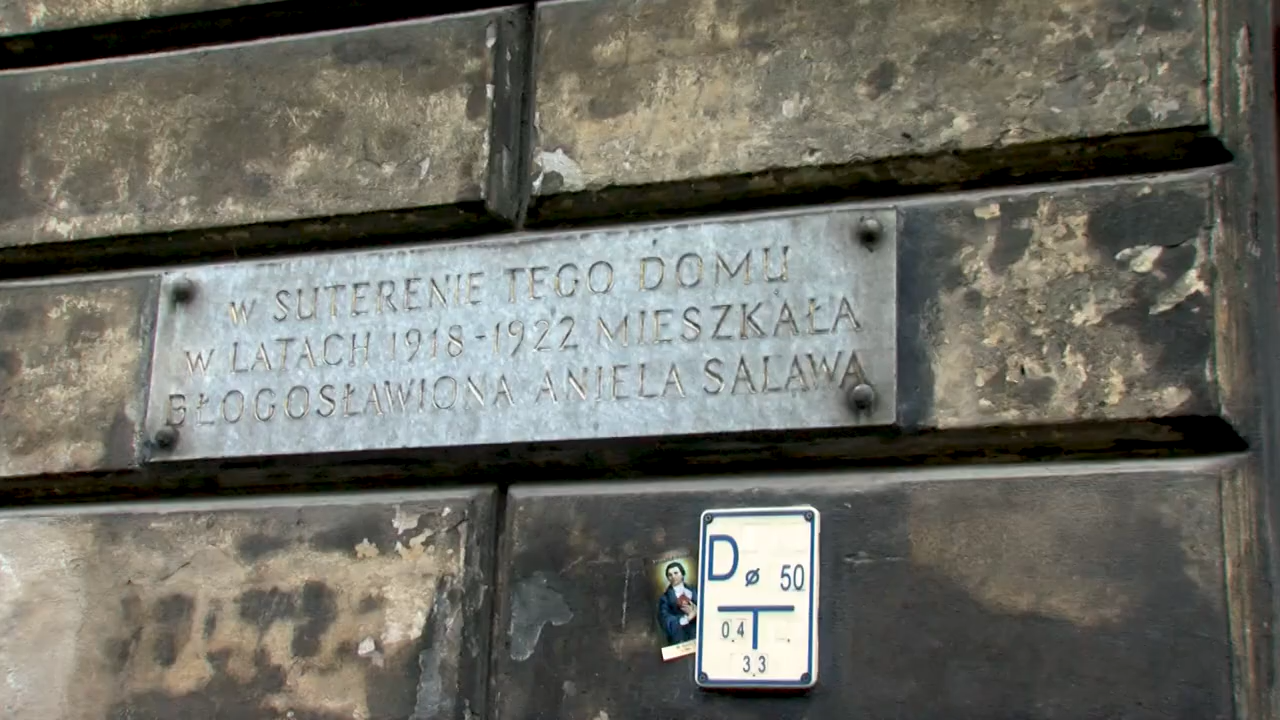 W SUTERENIE TEGO DOMU
W LATACH 1918-1922 MIESZKAŁA
BŁOGOSŁAWIONA ANIELA SALAWA
D ø 50
0.4
3.3